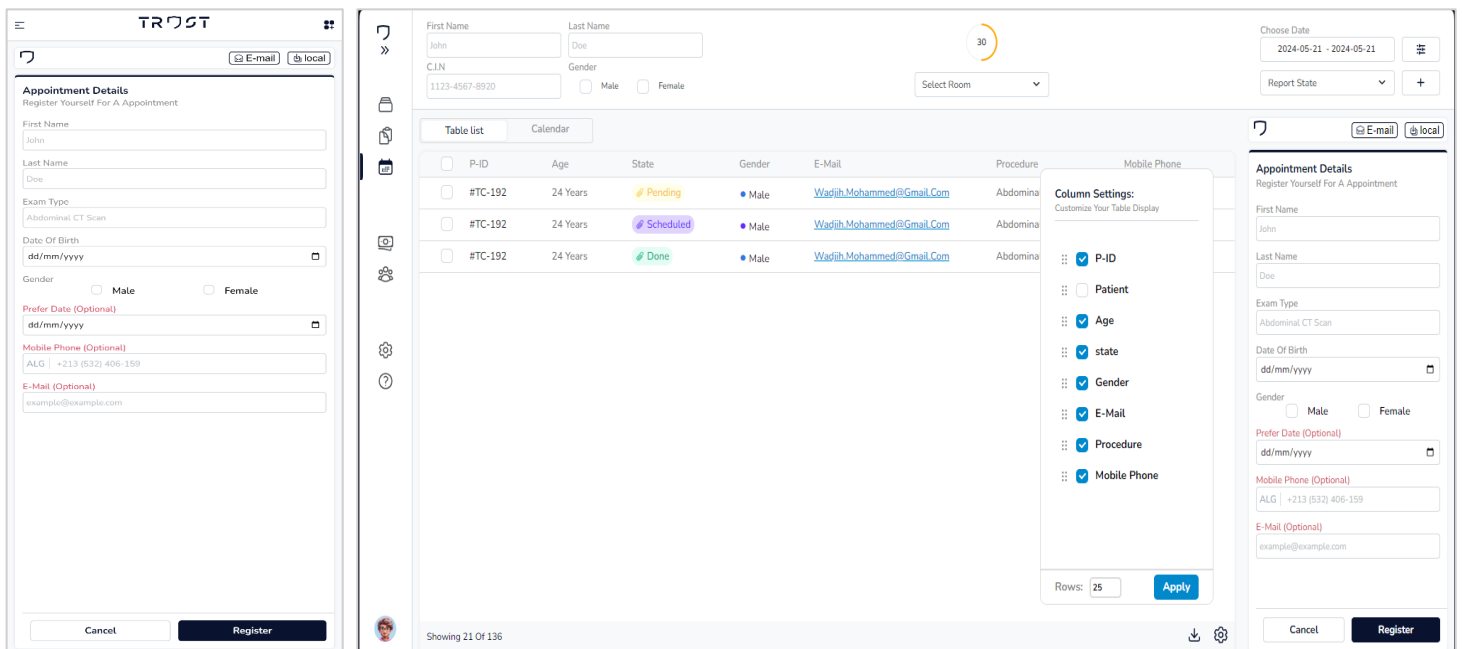 TRUST
E-mail local
Appointment Details
Register Yourself For A Appointment
First Name
John
Last Name
Doe
Exam Type
Abdominal CT Scan
Date Of Birth
dd/mm/yyyy
Gender
Male Female
Prefer Date (Optional)
dd/mm/yyyy
Mobile Phone (Optional)
ALG +213 (532) 406-159
E-Mail (Optional)
example@example.com
Cancel Register
First Name Last Name
John Doe
C.I.N Gender
1123-4567-8920 Male Female
30
Select Room
Choose Date
2024-05-21 - 2024-05-21
Report State
Table list Calendar
P-ID Age State Gender E-Mail Procedure Mobile Phone
#TC-192 24 Years Pending Male Wadjih.Mohammed@Gmail.Com Abdomina
#TC-192 24 Years Scheduled Male Wadjih.Mohammed@Gmail.Com Abdomina
#TC-192 24 Years Done Male Wadjih.Mohammed@Gmail.Com Abdomina
Column Settings:
Customize Your Table Display
P-ID
Patient
Age
state
Gender
E-Mail
Procedure
Mobile Phone
Rows: 25 Apply
Showing 21 Of 136
E-Mail local
Appointment Details
Register Yourself For A Appointment
First Name
John
Last Name
Doe
Exam Type
Abdominal CT Scan
Date Of Birth
dd/mm/yyyy
Gender
Male Female
Prefer Date (Optional)
dd/mm/yyyy
Mobile Phone (Optional)
ALG +213 (532) 406-159
E-Mail (Optional)
example@example.com
Cancel Register